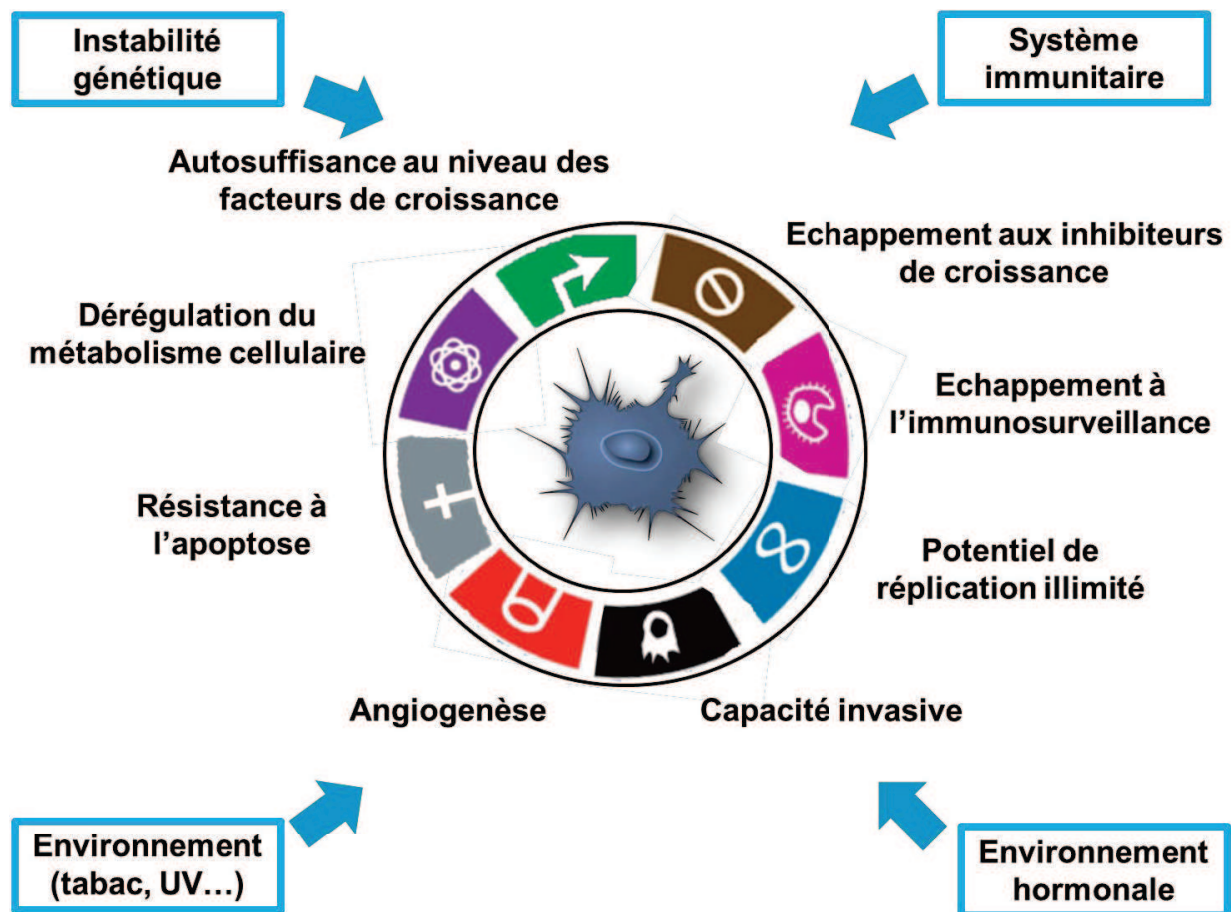 Instabilité
génétique
Système
immunitaire
Autosuffisance au niveau des
facteurs de croissance
Echappement aux inhibiteurs
de croissance
Dérégulation du
métabolisme cellulaire
Echappement à
l’immunosurveillance
Résistance à
l’apoptose
Potentiel de
réplication illimité
Angiogenèse
Capacité invasive
Environnement
(tabac, UV…)
Environnement
hormonale